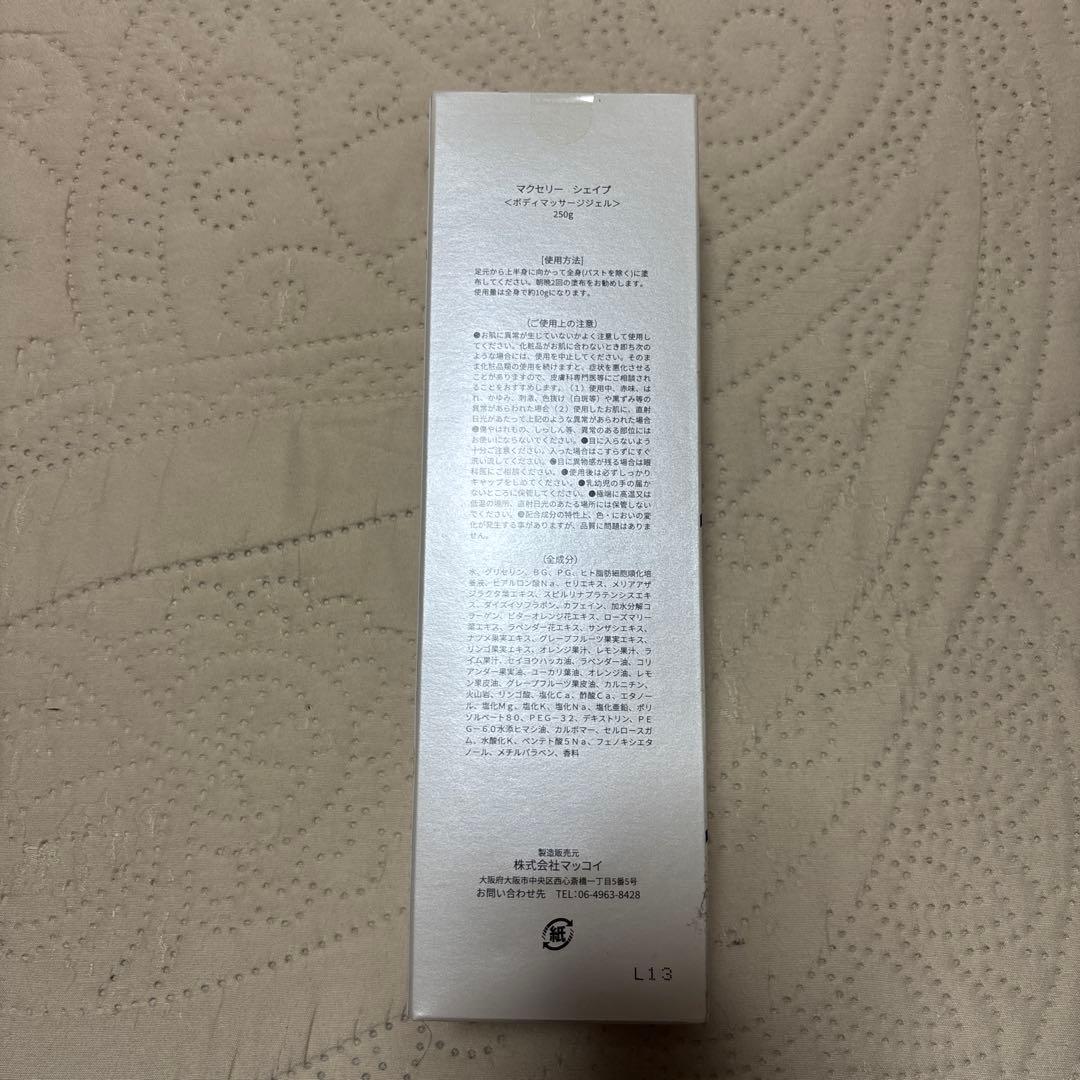 マクセリー　シェイプ
＜ボディマッサージジェル＞
250g
[使用方法]
足元から上半身に向かって全身(バストを除く)に塗
布してください。朝晩2回の塗布をお勧めします。
使用量は全身で約10gになります。
（ご使用上の注意）
●お肌に異常が生じていないかよく注意して使用し
てください。化粧品がお肌に合わないとき即ち次の
ような場合には、使用を中止してください。そのま
ま化粧品類の使用を続けますと、症状を悪化させる
ことがありますので、皮膚科専門医等にご相談され
ることをおすすめします。（1）使用中、赤味、は
れ、かゆみ、刺激、色抜け（白斑等）や黒ずみ等の
異常があらわれた場合（2）使用したお肌に、直射
日光があたって上記のような異常があらわれた場合
●傷やはれもの、しっしん等、異常のある部位には
お使いにならないでください。●目に入らないよう
十分ご注意ください。入った場合はこすらずにすぐ
洗い流してください。●目に異物感が残る場合は眼
科医にご相談ください。●使用後は必ずしっかり
キャップをしめてください。●乳幼児の手の届か
ないところに保管してください。●極端に高温又は
低温の場所、直射日光のあたる場所には保管しない
でください。●配合成分の特性上、色・においの変
化が発生する事がありますが、品質に問題はありま
せん。
（全成分）
水、グリセリン、ＢＧ、ＰＧ、ヒト脂肪細胞順化培
養液、ヒアルロン酸Ｎａ、セリエキス、メリアアザ
ジラクタ葉エキス、スピルリナプラテンシスエキ
ス、ダイズイソフラボン、カフェイン、加水分解コ
ラーゲン、ビターオレンジ花エキス、ローズマリー
葉エキス、ラベンダー花エキス、サンザシエキス、
ナツメ果実エキス、グレープフルーツ果実エキス、
リンゴ果実エキス、オレンジ果汁、レモン果汁、ラ
イム果汁、セイヨウハッカ油、ラベンダー油、コリ
アンダー果実油、ユーカリ葉油、オレンジ油、レモ
ン果皮油、グレープフルーツ果皮油、カルニチン、
火山岩、リンゴ酸、塩化Ｃａ、酢酸Ｃａ、エタノー
ル、塩化Ｍｇ、塩化Ｋ、塩化Ｎａ、塩化亜鉛、ポリ
ソルベート８０、ＰＥＧ－３２、デキストリン、ＰＥ
Ｇ－６０水添ヒマシ油、カルボマー、セルロースガ
ム、水酸化Ｋ、ペンテト酸５Ｎａ、フェノキシエタ
ノール、メチルパラベン、香料
製造販売元
株式会社マッコイ
大阪府大阪市中央区西心斎橋一丁目5番5号
お問い合わせ先　TEL：06-4963-8428
紙
L13